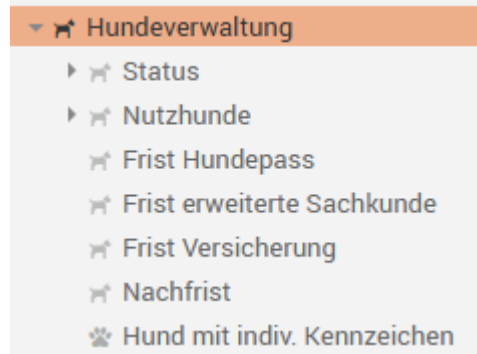 Hundeverwaltung
Status
Nutzhunde
Frist Hundepass
Frist erweiterte Sachkunde
Frist Versicherung
Nachfrist
Hund mit indiv. Kennzeichen